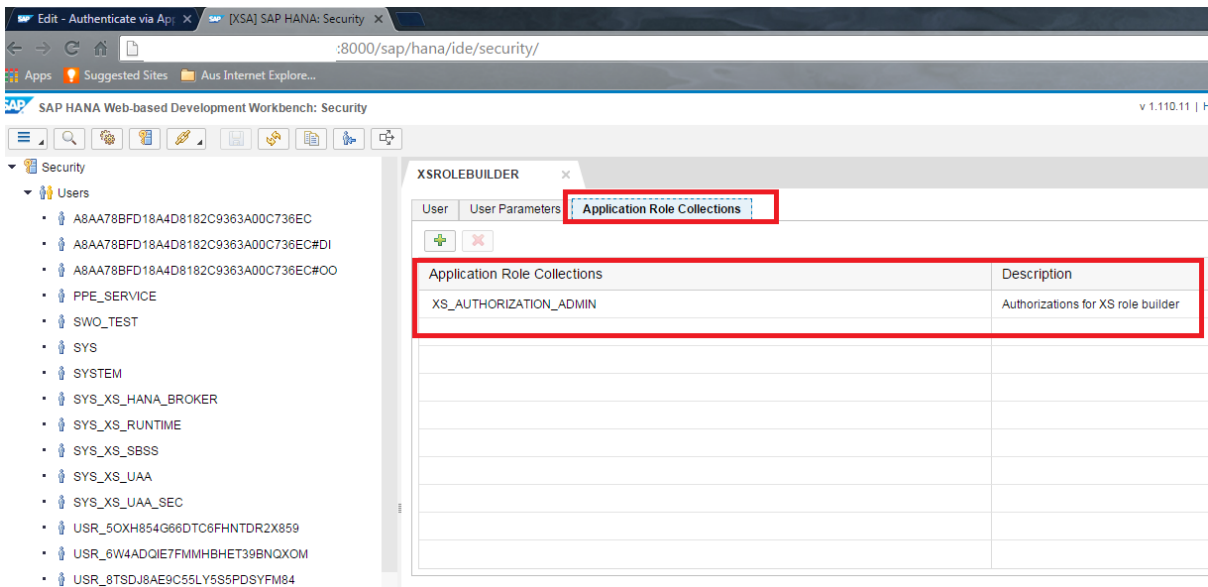 Edit - Authenticate via Ap
[XSA] SAP HANA: Security
:8000/sap/hana/ide/security/
Apps Suggested Sites Aus Internet Explore...
SAP SAP HANA Web-based Development Workbench: Security
v 1.110.11 | H
Security
Users
A8AA78BFD18A4D8182C9363A00C736EC
A8AA78BFD18A4D8182C9363A00C736EC#DI
A8AA78BFD18A4D8182C9363A00C736EC#OO
PPE_SERVICE
SWO_TEST
SYS
SYSTEM
SYS_XS_HANA_BROKER
SYS_XS_RUNTIME
SYS_XS_SBSS
SYS_XS_UAA
SYS_XS_UAA_SEC
USR_5OXH854G66DTC6FHNTDR2X859
USR_6W4ADQIE7FMMHBHET39BNQXOM
USR_8TSDJ8AE9C55LY5S5PDSYFM84
XSROLEBUILDER
User User Parameters Application Role Collections
Application Role Collections Description
XS_AUTHORIZATION_ADMIN Authorizations for XS role builder